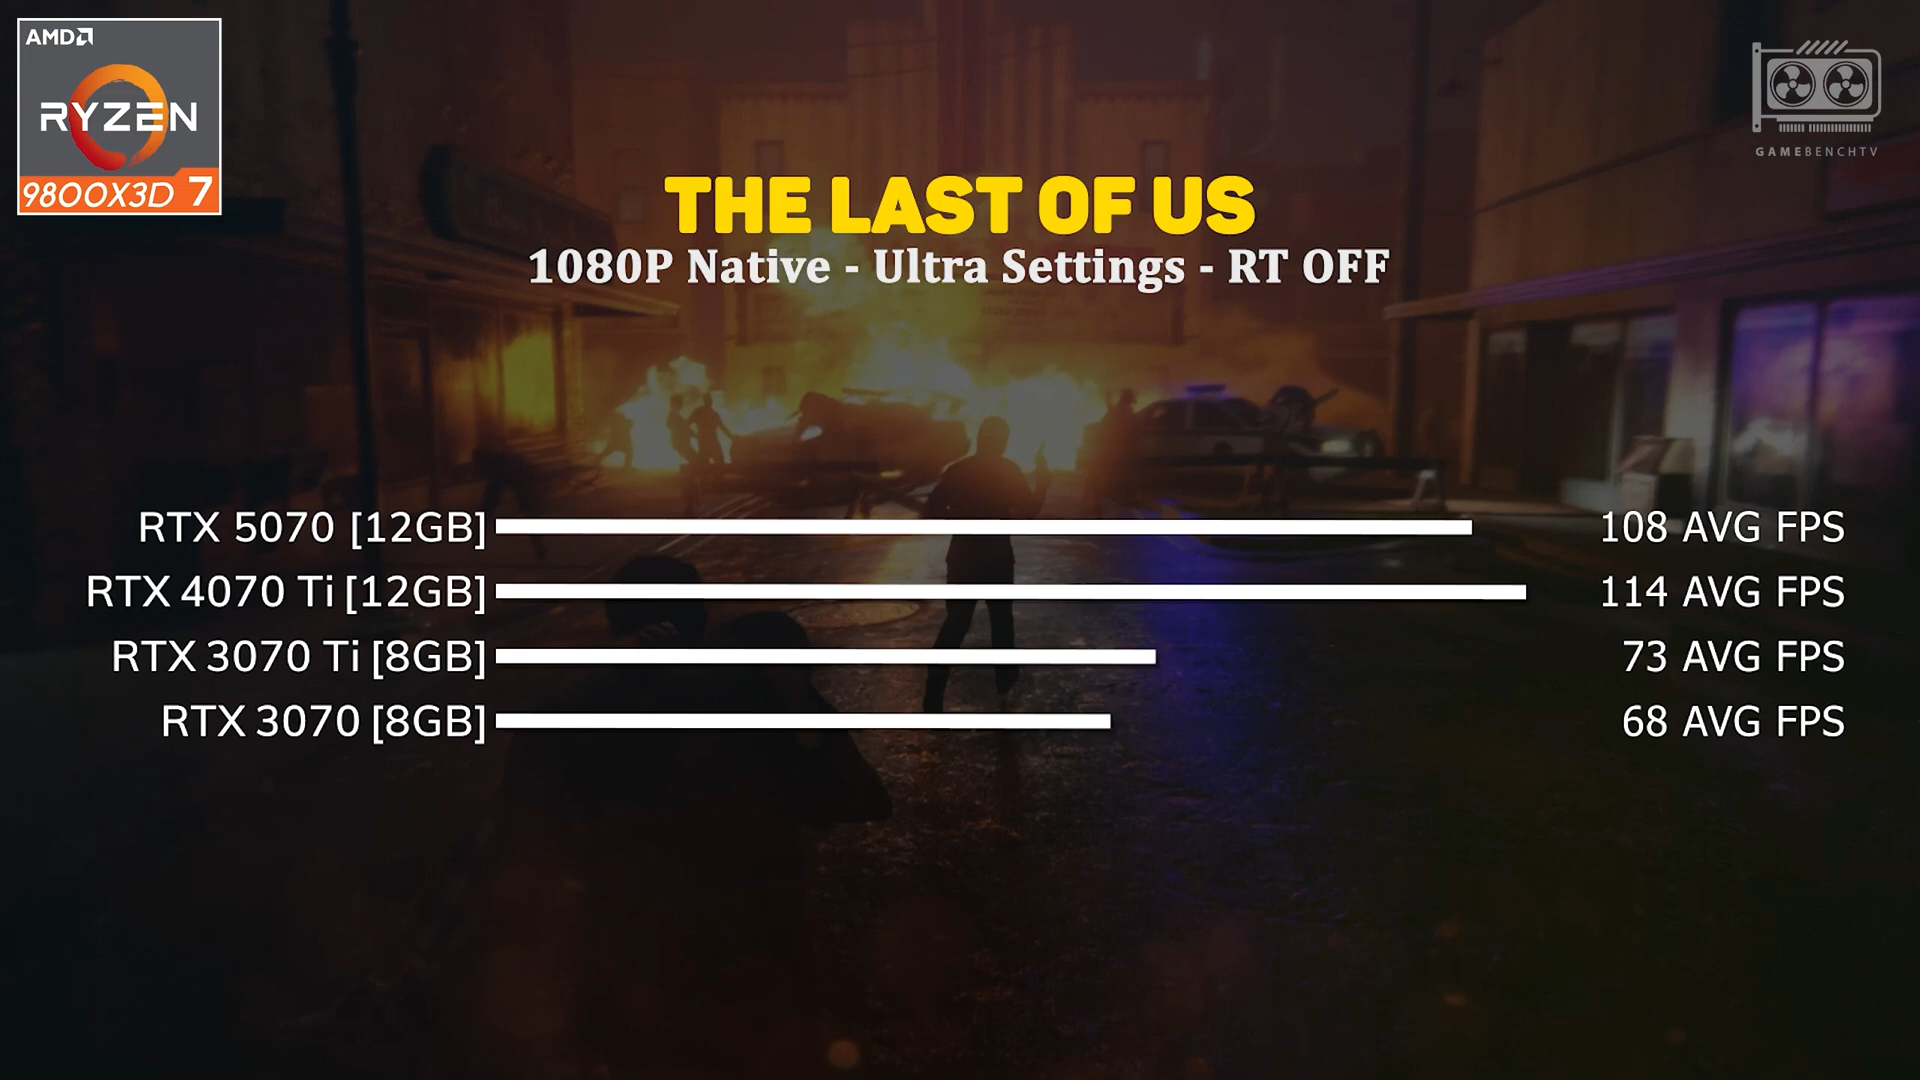 AMD
RYZEN
9800X3D 7
GAMEBENCHTV
THE LAST OF US
1080P Native - Ultra Settings - RT OFF
RTX 5070 [12GB] 108 AVG FPS
RTX 4070 Ti [12GB] 114 AVG FPS
RTX 3070 Ti [8GB] 73 AVG FPS
RTX 3070 [8GB] 68 AVG FPS